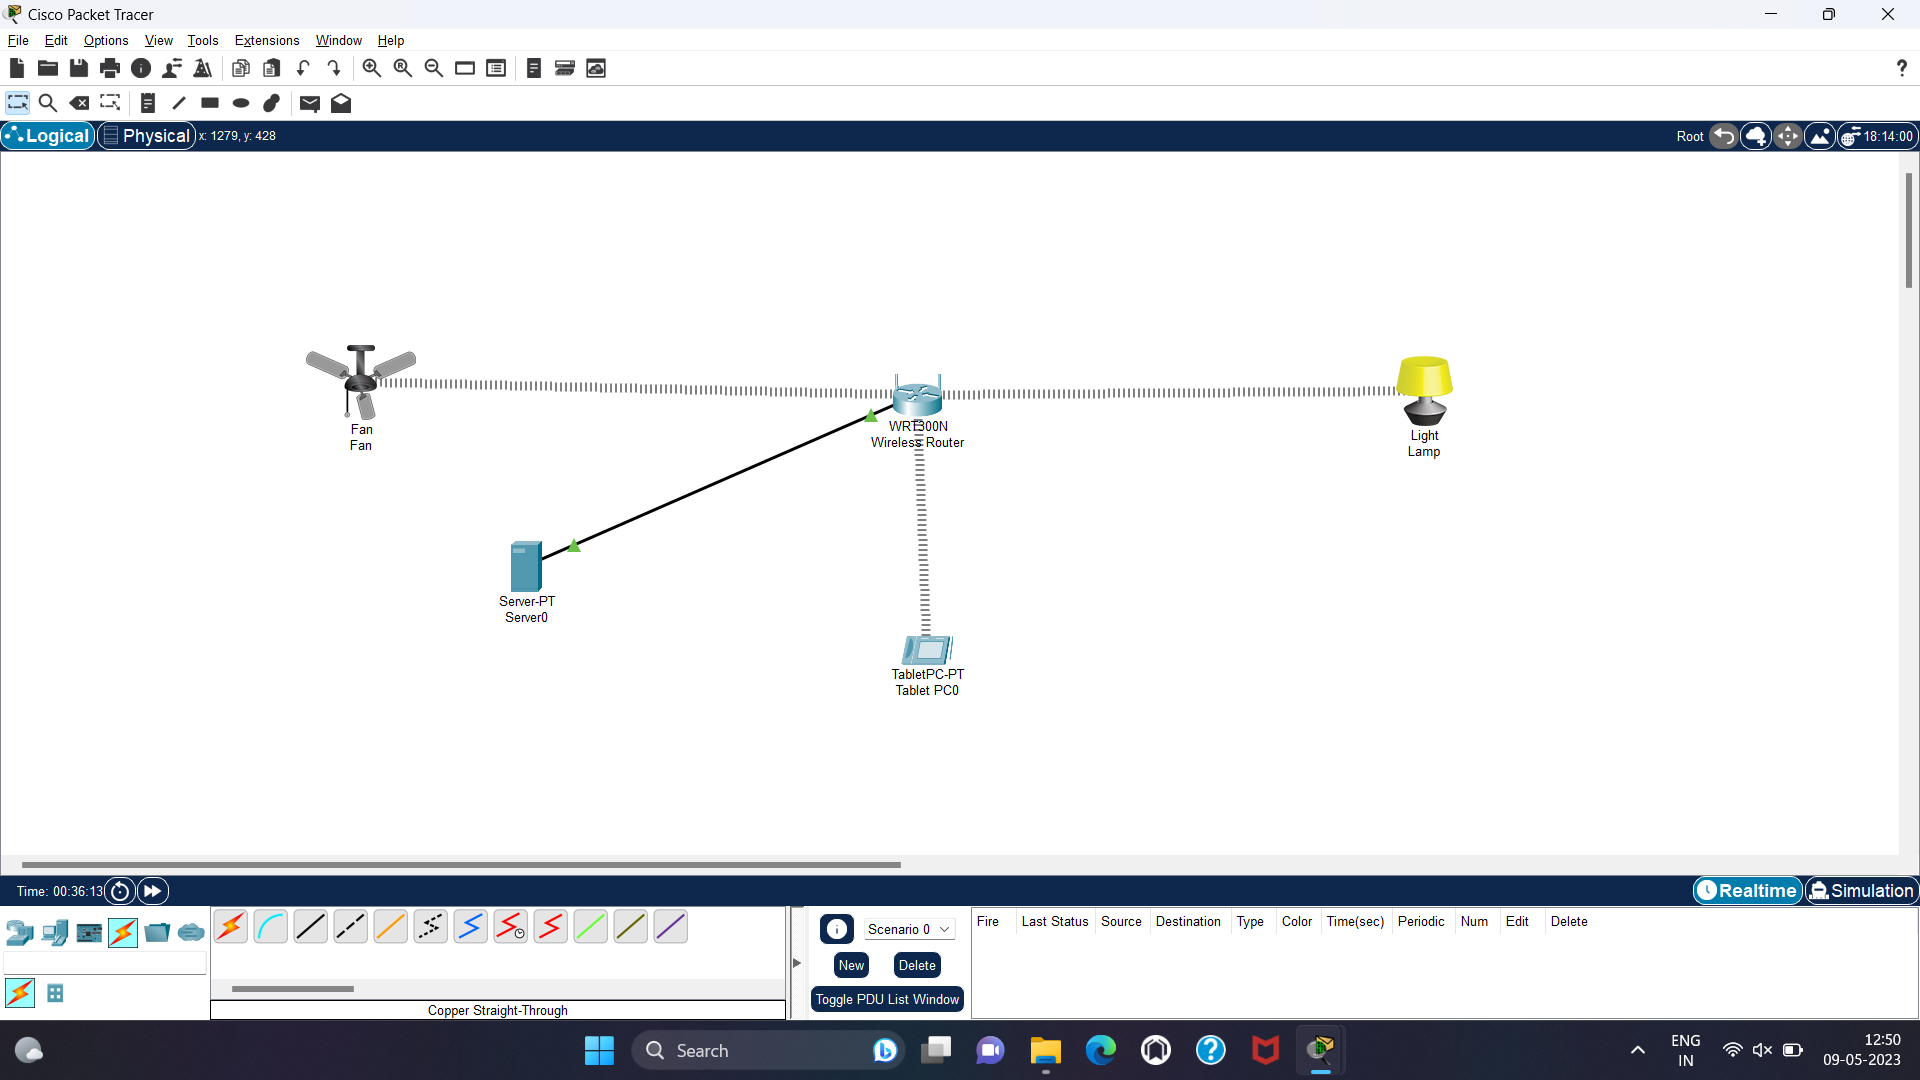 Cisco Packet Tracer
File Edit Options View Tools Extensions Window Help
?
Logical Physical x: 1279, y: 428 Root 18:14:00
Fan
Fan
WRT300N
Wireless Router
Light
Lamp
Server-PT
Server0
TabletPC-PT
Tablet PC0
Time: 00:36:13 Realtime Simulation
Scenario 0
New Delete
Toggle PDU List Window
Fire Last Status Source Destination Type Color Time(sec) Periodic Num Edit Delete
Copper Straight-Through
Search
ENG
IN
12:50
09-05-2023